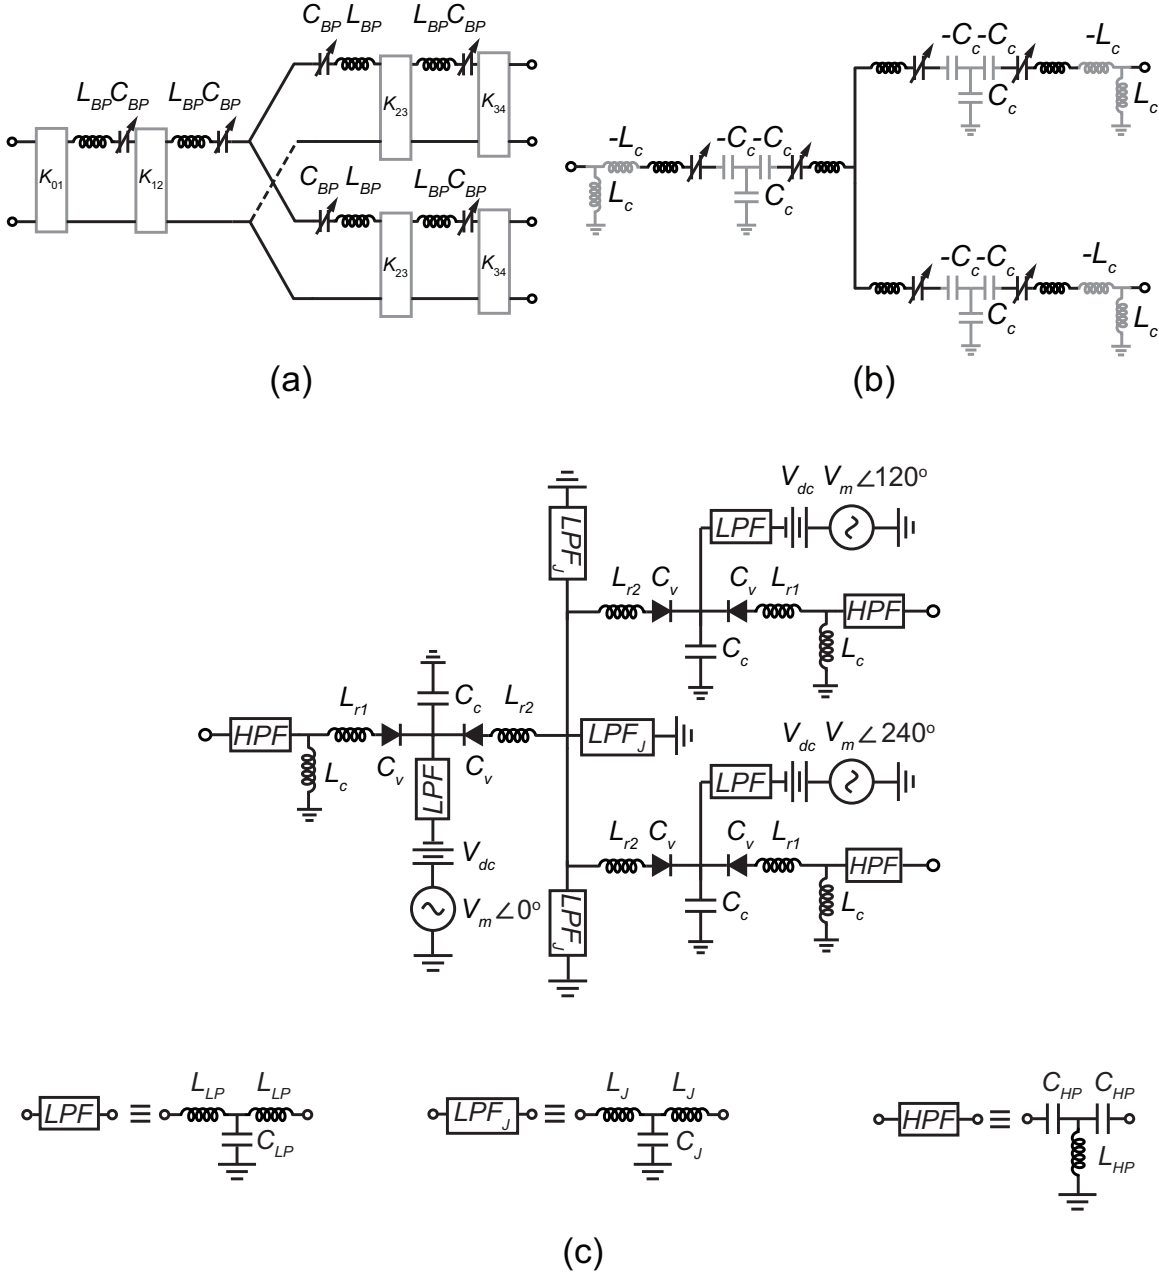 C_BP L_BP L_BP C_BP
L_BP C_BP L_BP C_BP
K_23 K_34
K_01 K_12
C_BP L_BP L_BP C_BP
K_23 K_34
(a)
-C_c -C_c -L_c
C_c L_c
-L_c -C_c -C_c
L_c C_c
-C_c -C_c -L_c
C_c L_c
(b)
V_dc V_m∠120°
LPF_J LPF
L_r2 C_v C_v L_r1
HPF
C_c L_c
L_r1 C_c L_r2
HPF LPF_J
V_dc V_m∠240°
L_c C_v LPF C_v
LPF
L_r2 C_v C_v L_r1
V_dc HPF
V_m∠0° LPF_J C_c L_c
LPF ≡ L_LP L_LP
C_LP
LPF_J ≡ L_J L_J
C_J
HPF ≡ C_HP C_HP
L_HP
(c)